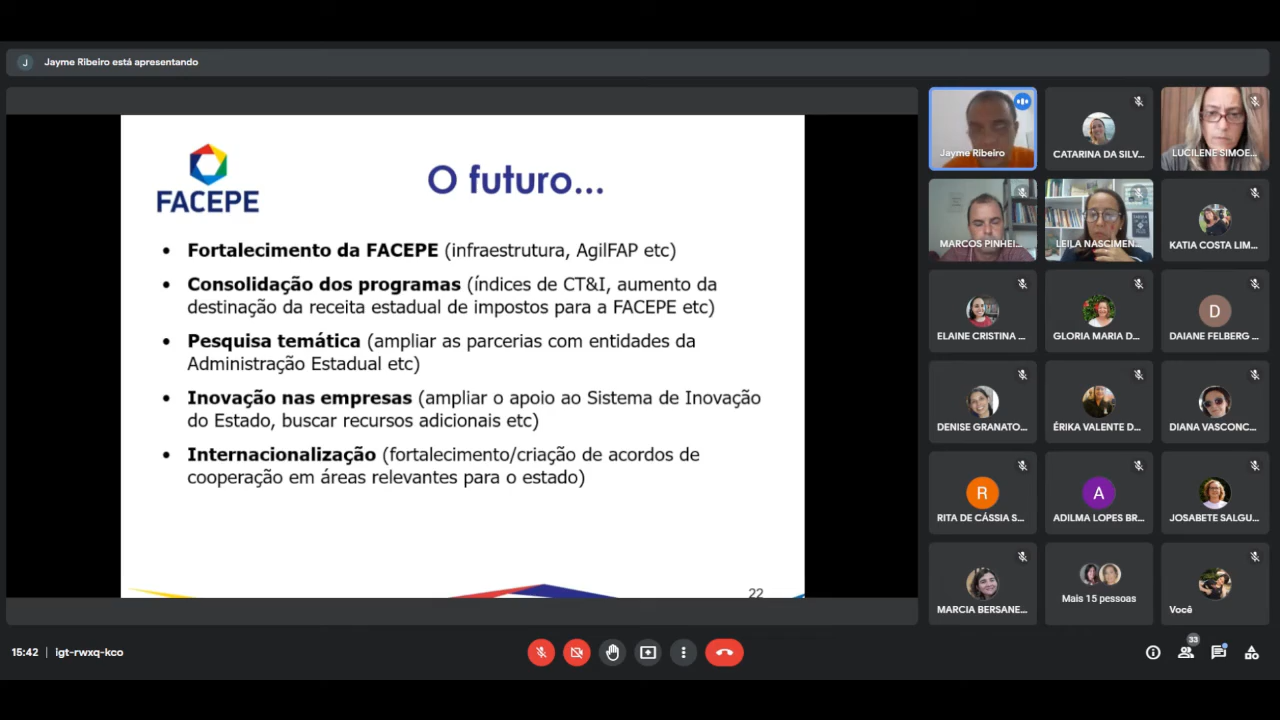 J Jayme Ribeiro está apresentando
FACEPE
O futuro...
• Fortalecimento da FACEPE (infraestrutura, AgilFAP etc)
• Consolidação dos programas (índices de CT&I, aumento da
destinação da receita estadual de impostos para a FACEPE etc)
• Pesquisa temática (ampliar as parcerias com entidades da
Administração Estadual etc)
• Inovação nas empresas (ampliar o apoio ao Sistema de Inovação
do Estado, buscar recursos adicionais etc)
• Internacionalização (fortalecimento/criação de acordos de
cooperação em áreas relevantes para o estado)
22
Jayme Ribeiro
CATARINA DA SILV...
LUCILENE SIMOE...
MARCOS PINHEI...
LEILA NASCIMEN...
KATIA COSTA LIM...
ELAINE CRISTINA ...
GLORIA MARIA D...
D
DAIANE FELBERG ...
DENISE GRANATO...
ÉRIKA VALENTE D...
DIANA VASCONC...
R
RITA DE CÁSSIA S...
A
ADILMA LOPES BR...
JOSABETE SALGU...
MARCIA BERSANE...
Mais 15 pessoas
Você
15:42 | igt-rwxq-kco
33